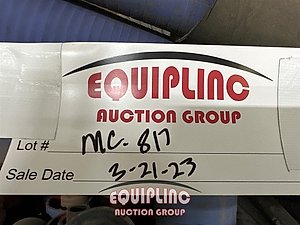 EQUIPLINC
AUCTION GROUP
Lot # MC-817
Sale Date 3-21-23
EQUIPLINC
AUCTION GROUP